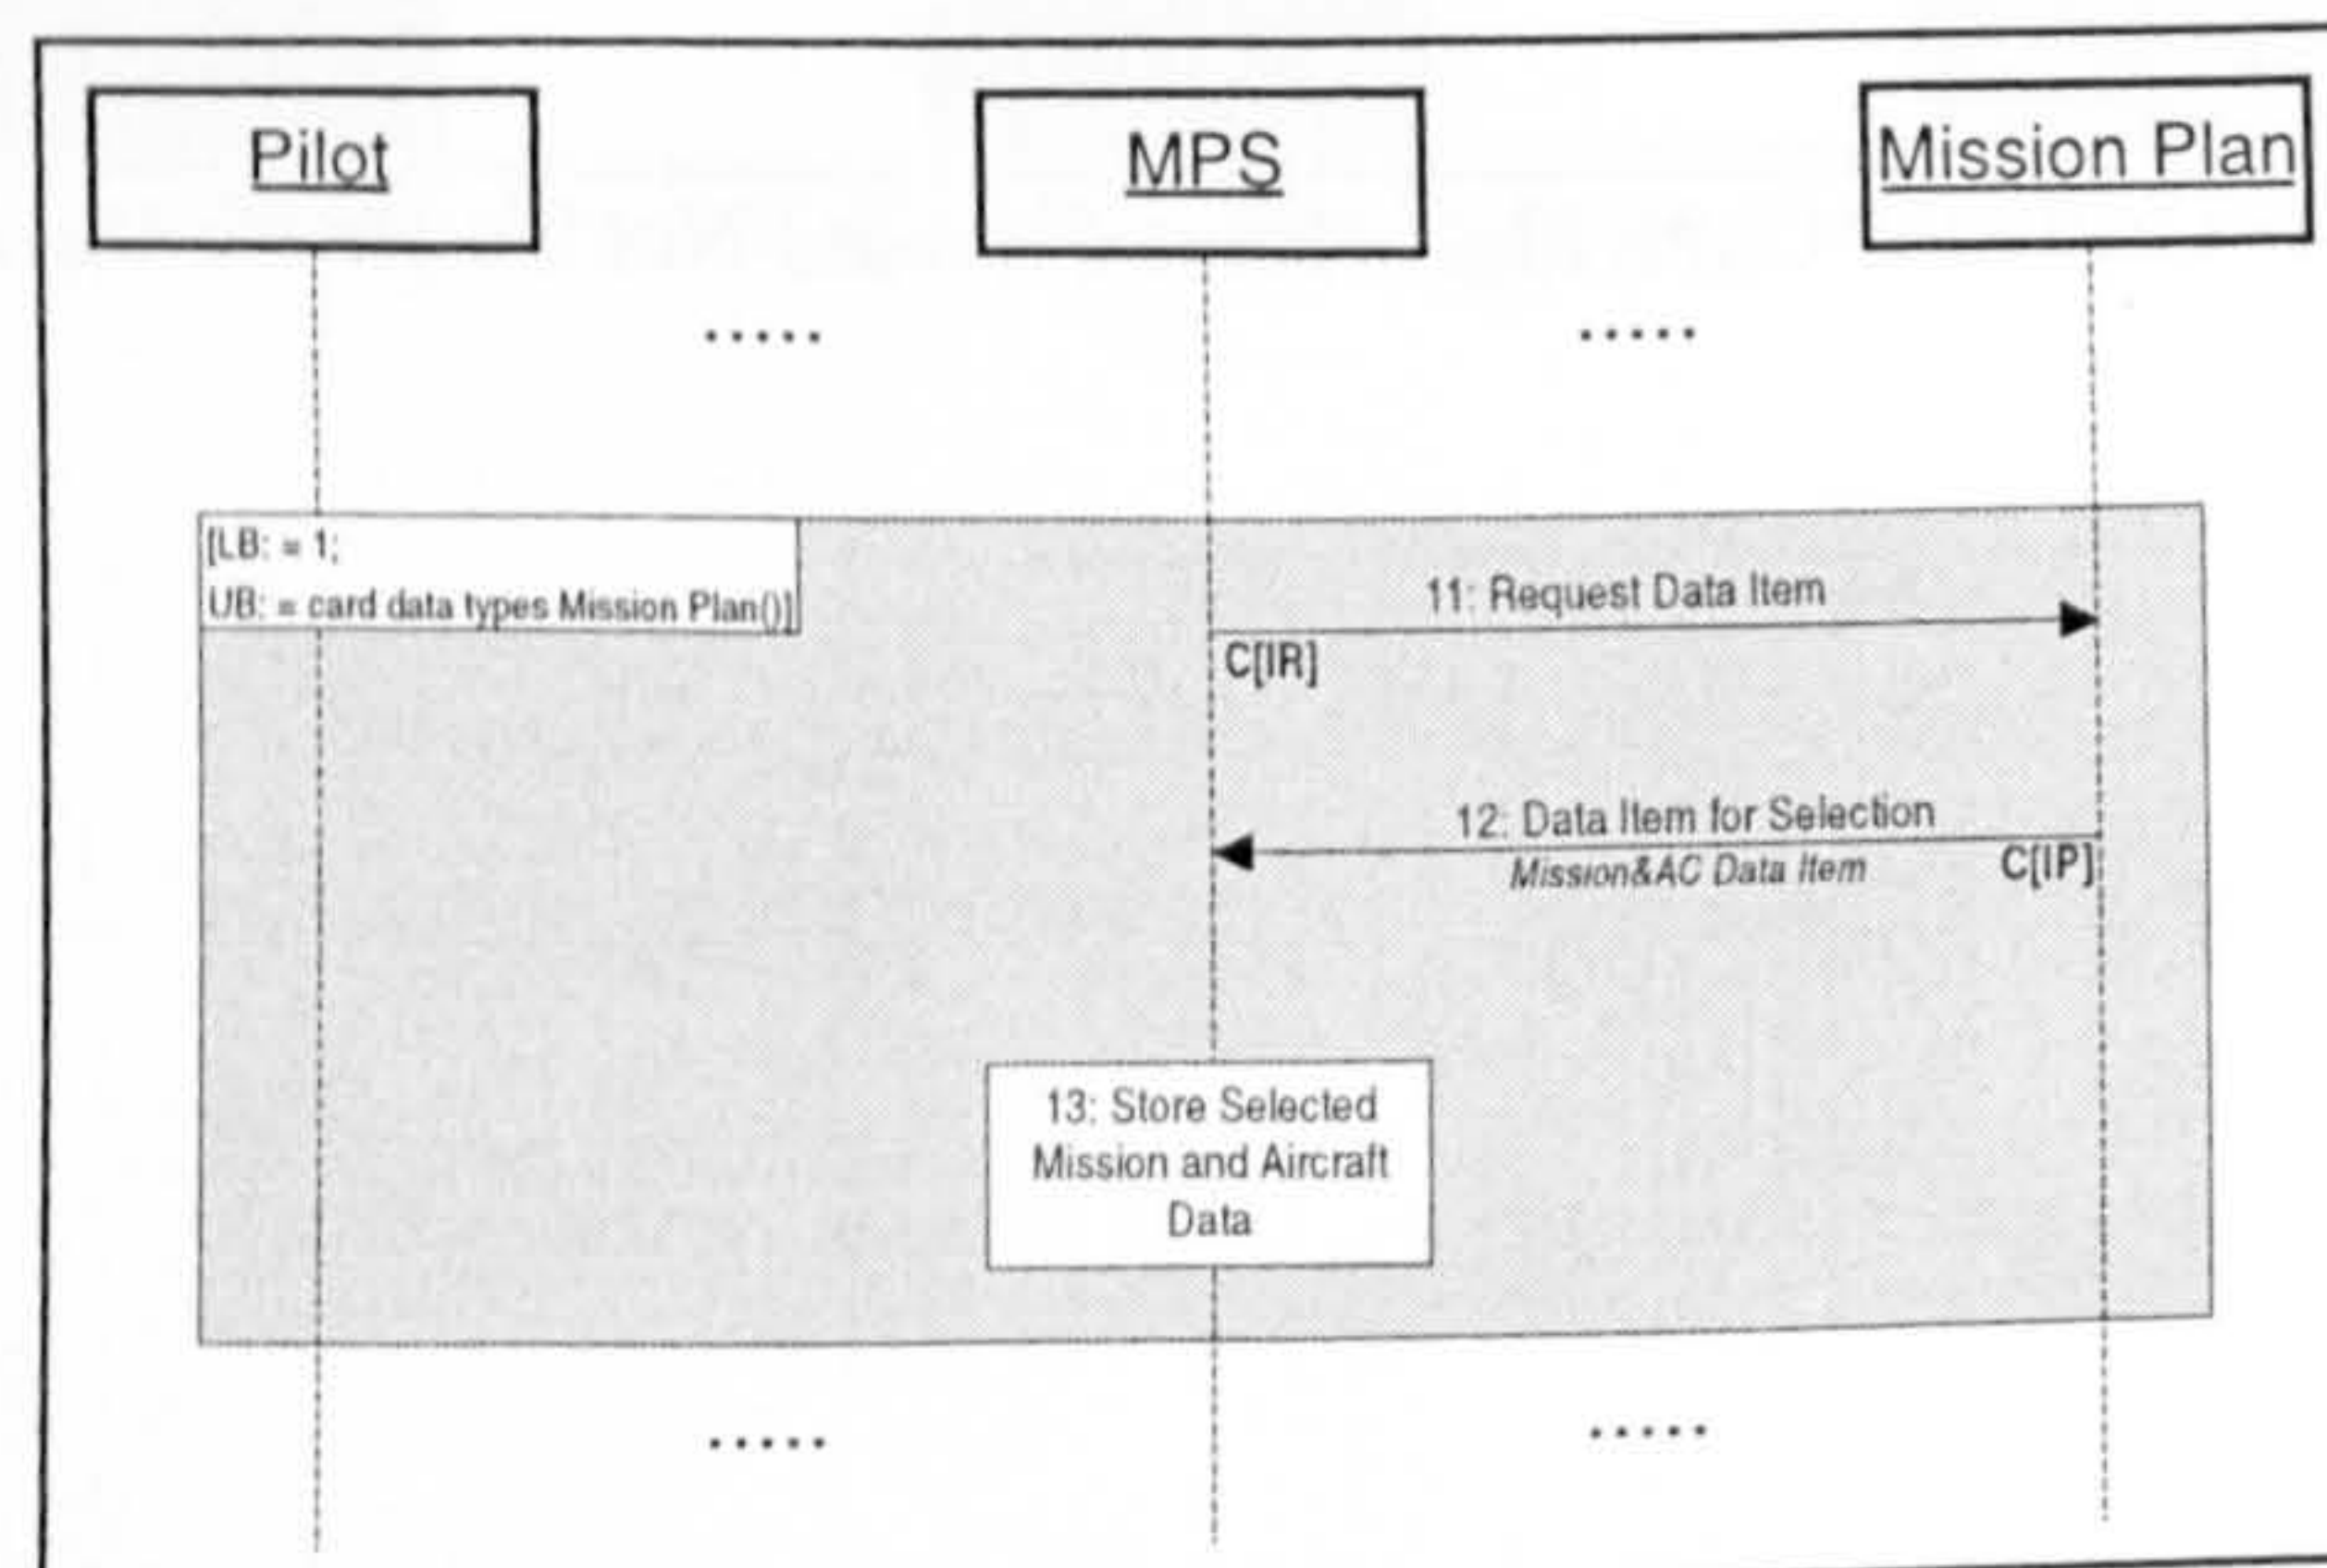 Pilot
MPS
Mission Plan
.....
.....
[LB: = 1;
UB: = card data types Mission Plan()]
11: Request Data Item
C[IR]
12: Data Item for Selection
Mission&AC Data Item
C[IP]
13: Store Selected
Mission and Aircraft
Data
.....
.....